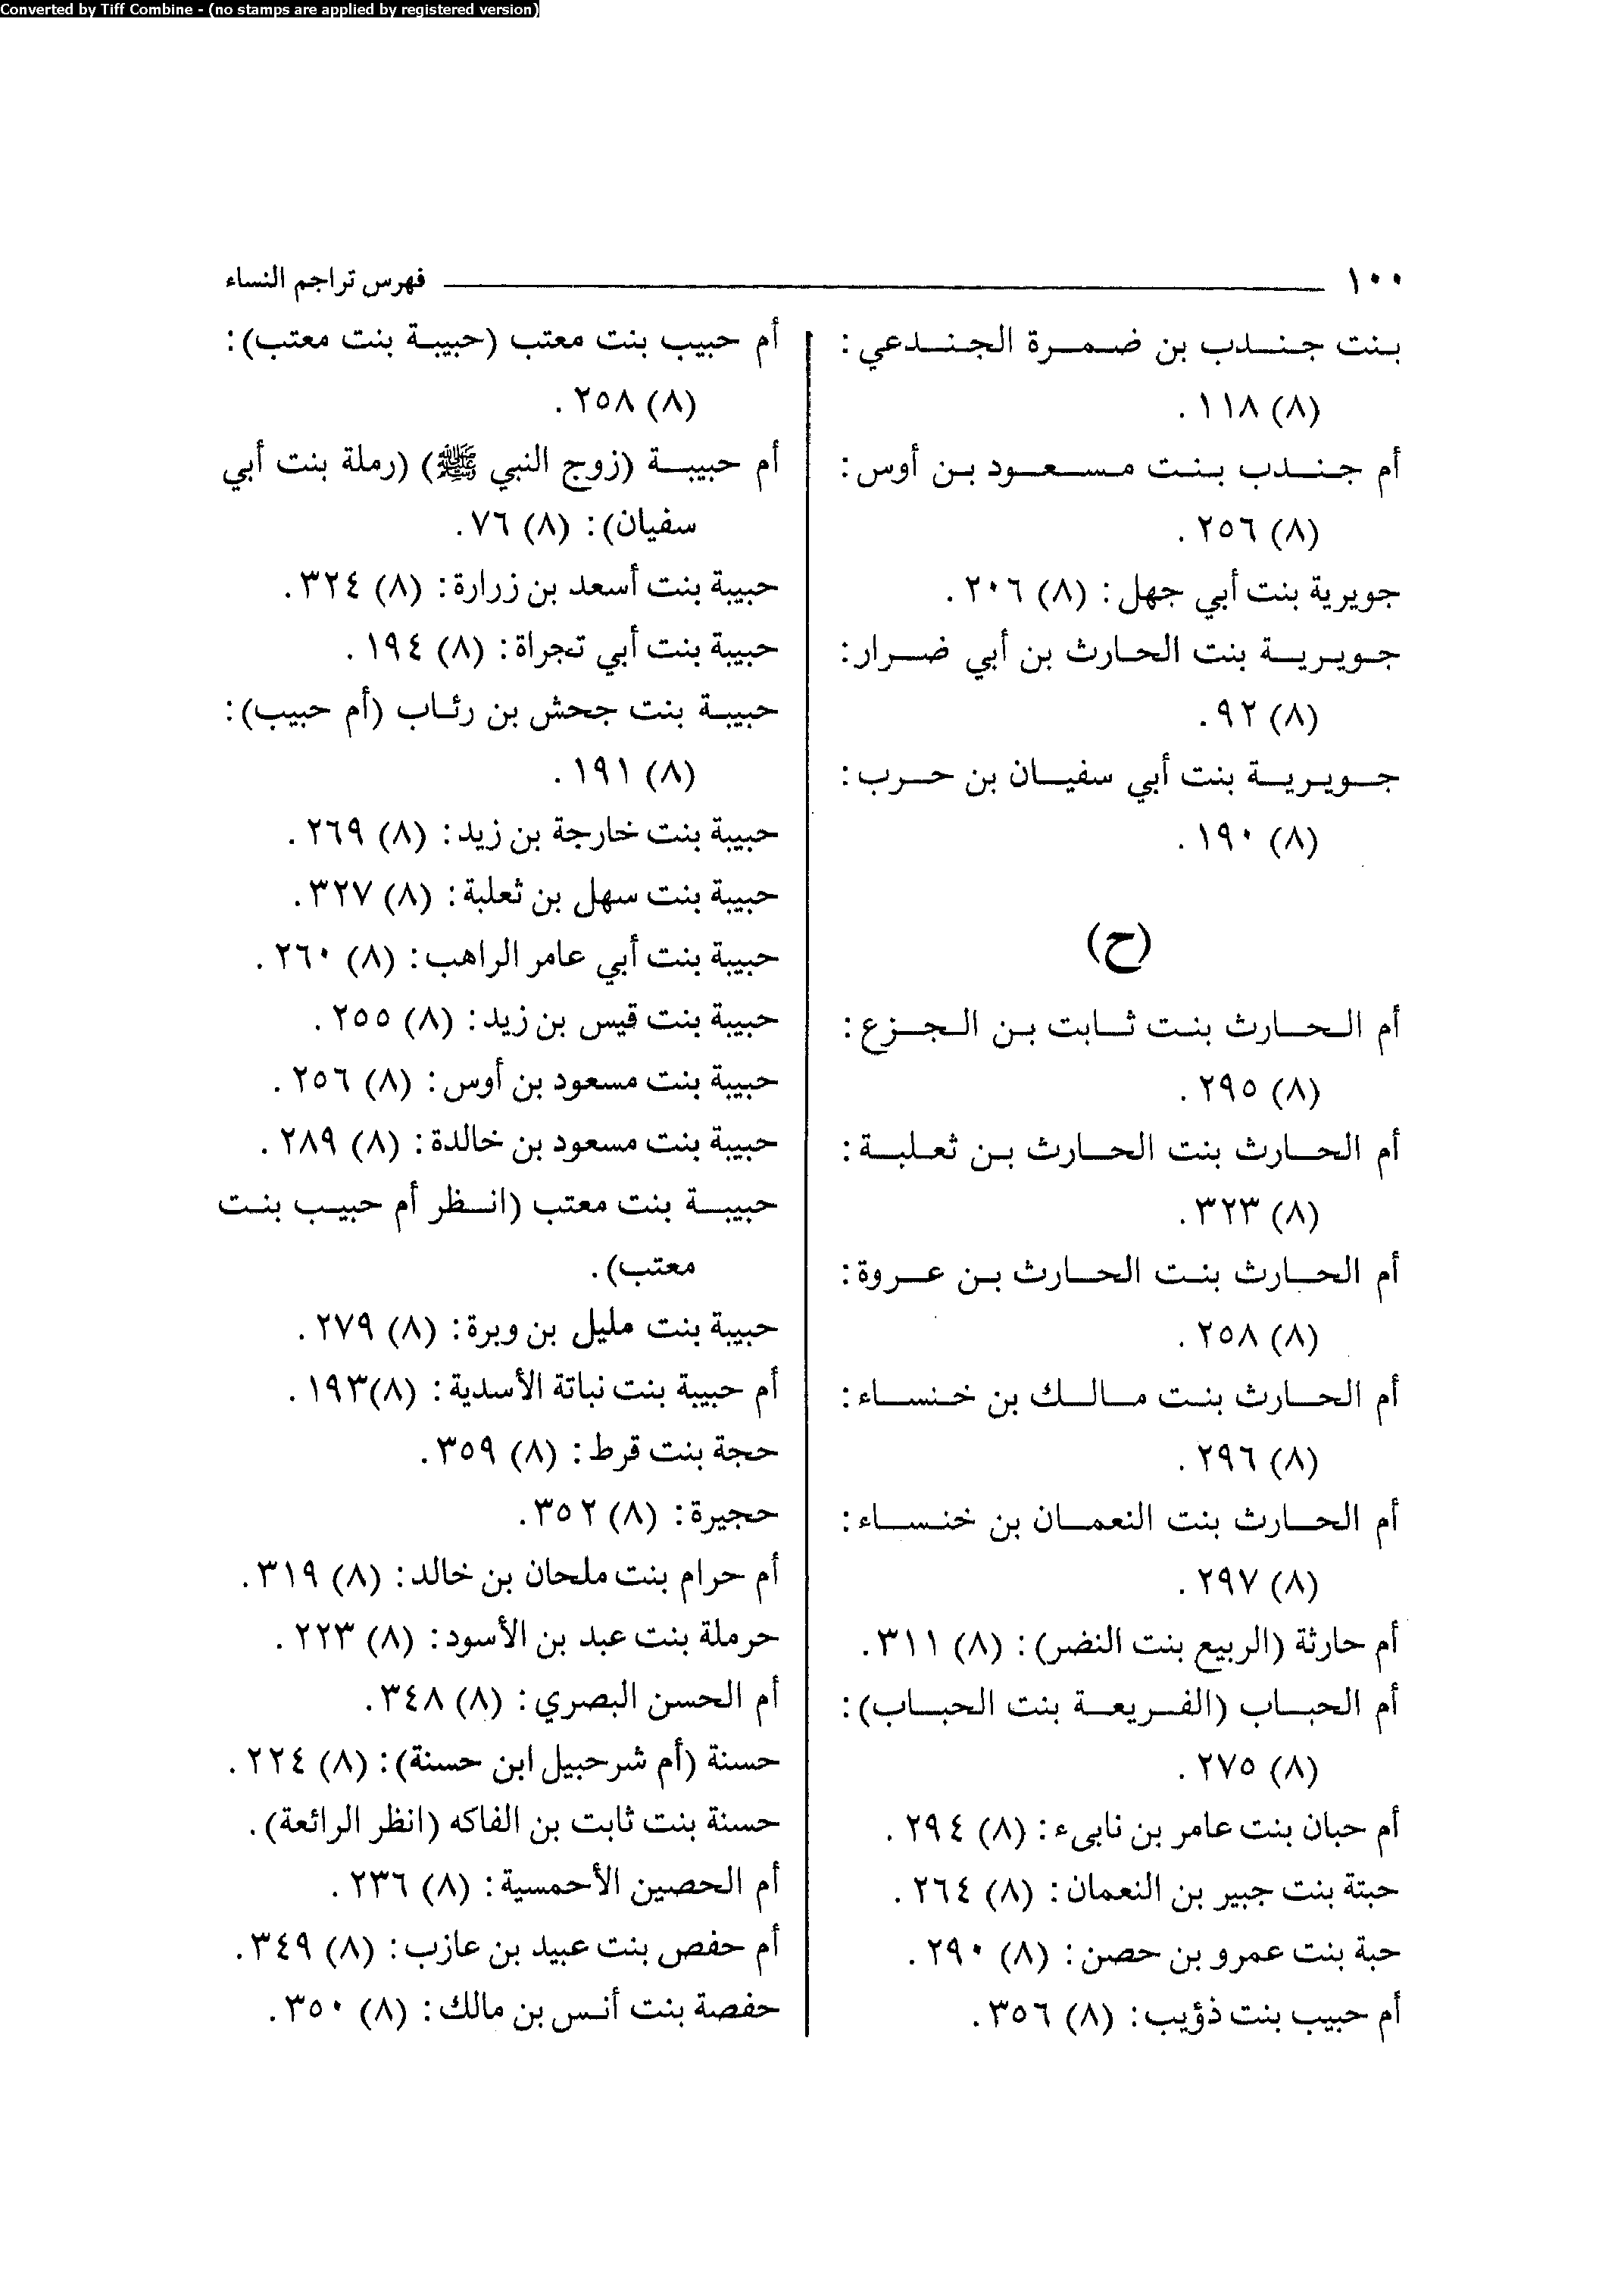 Converted by Tiff Combine - (no stamps are applied by registered version)
١٠٠
فهرس تراجم النساء
بنت جندب بن ضمرة الجندعي:
(٨) ١١٨.
أم جندب بنت مسعود بن أوس:
(٨) ٢٥٦.
جويرية بنت أبي جهل: (٨) ٢٠٦.
جويرية بنت الحارث بن أبي ضرار:
(٨) ٩٢.
جويرية بنت أبي سفيان بن حرب:
(٨) ١٩٠.
(ح)
أم الحارث بنت ثابت بن الجزع:
(٨) ٢٩٥.
أم الحارث بنت الحارث بن ثعلبة:
(٨) ٣٢٣.
أم الحارث بنت الحارث بن عروة:
(٨) ٢٥٨.
أم الحارث بنت مالك بن خنساء:
(٨) ٢٩٦.
أم الحارث بنت النعمان بن خنساء:
(٨) ٢٩٧.
أم حارثة (الربيع بنت النضر): (٨) ٣١١.
أم الحباب (الفريعة بنت الحباب):
(٨) ٢٧٥.
أم حبان بنت عامر بن نابىء: (٨) ٢٩٤.
حبتة بنت جبير بن النعمان: (٨) ٢٦٤.
حبة بنت عمرو بن حصن: (٨) ٢٩٠.
أم حبيب بنت ذؤيب: (٨) ٣٥٦.
أم حبيب بنت معتب (حبيبة بنت معتب):
(٨) ٢٥٨.
أم حبيبة (زوج النبي ﷺ) (رملة بنت أبي
سفيان): (٨) ٧٦.
حبيبة بنت أسعد بن زرارة: (٨) ٣٢٤.
حبيبة بنت أبي تجراة: (٨) ١٩٤.
حبيبة بنت جحش بن رئاب (أم حبيب):
(٨) ١٩١.
حبيبة بنت خارجة بن زيد: (٨) ٢٦٩.
حبيبة بنت سهل بن ثعلبة: (٨) ٣٢٧.
حبيبة بنت أبي عامر الراهب: (٨) ٢٦٠.
حبيبة بنت قيس بن زيد: (٨) ٢٥٥.
حبيبة بنت مسعود بن أوس: (٨) ٢٥٦.
حبيبة بنت مسعود بن خالدة: (٨) ٢٨٩.
حبيبة بنت معتب (انظر أم حبيب بنت
معتب).
حبيبة بنت مليل بن وبرة: (٨) ٢٧٩.
أم حبيبة بنت نباتة الأسدية: (٨)١٩٣.
حجة بنت قرط: (٨) ٣٥٩.
حجيرة: (٨) ٣٥٢.
أم حرام بنت ملحان بن خالد: (٨) ٣١٩.
حرملة بنت عبد بن الأسود: (٨) ٢٢٣.
أم الحسن البصري: (٨) ٣٤٨.
حسنة (أم شرحبيل ابن حسنة): (٨) ٢٢٤.
حسنة بنت ثابت بن الفاكه (انظر الرائعة).
أم الحصين الأحمسية: (٨) ٢٣٦.
أم حفص بنت عبيد بن عازب: (٨) ٣٤٩.
حفصة بنت أنس بن مالك: (٨) ٣٥٠.